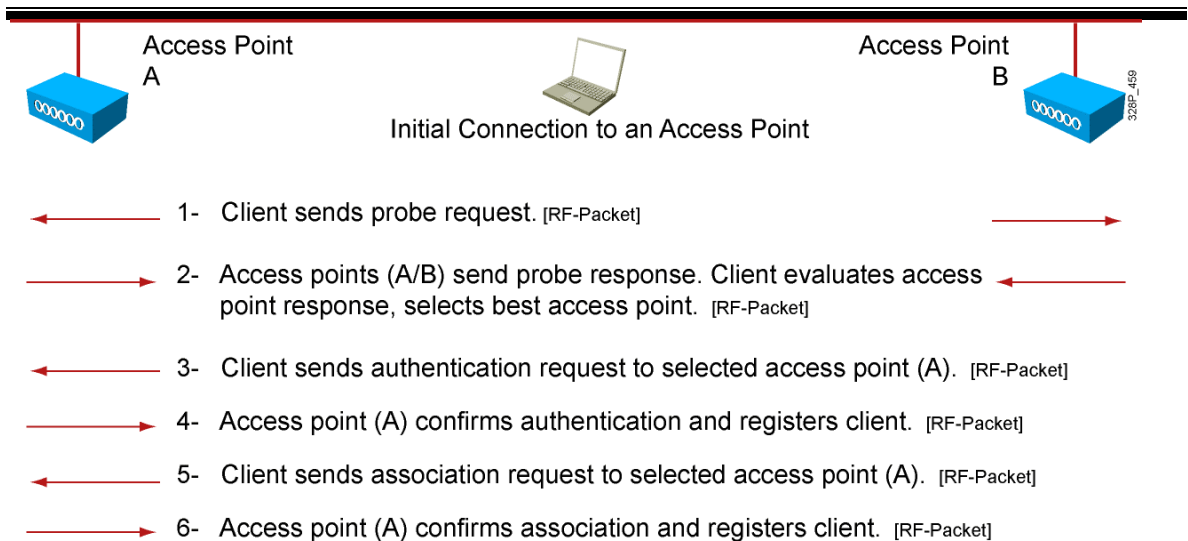 Access Point
A
Access Point
B
328P_459
Initial Connection to an Access Point
1- Client sends probe request. [RF-Packet]
2- Access points (A/B) send probe response. Client evaluates access
point response, selects best access point. [RF-Packet]
3- Client sends authentication request to selected access point (A). [RF-Packet]
4- Access point (A) confirms authentication and registers client. [RF-Packet]
5- Client sends association request to selected access point (A). [RF-Packet]
6- Access point (A) confirms association and registers client. [RF-Packet]